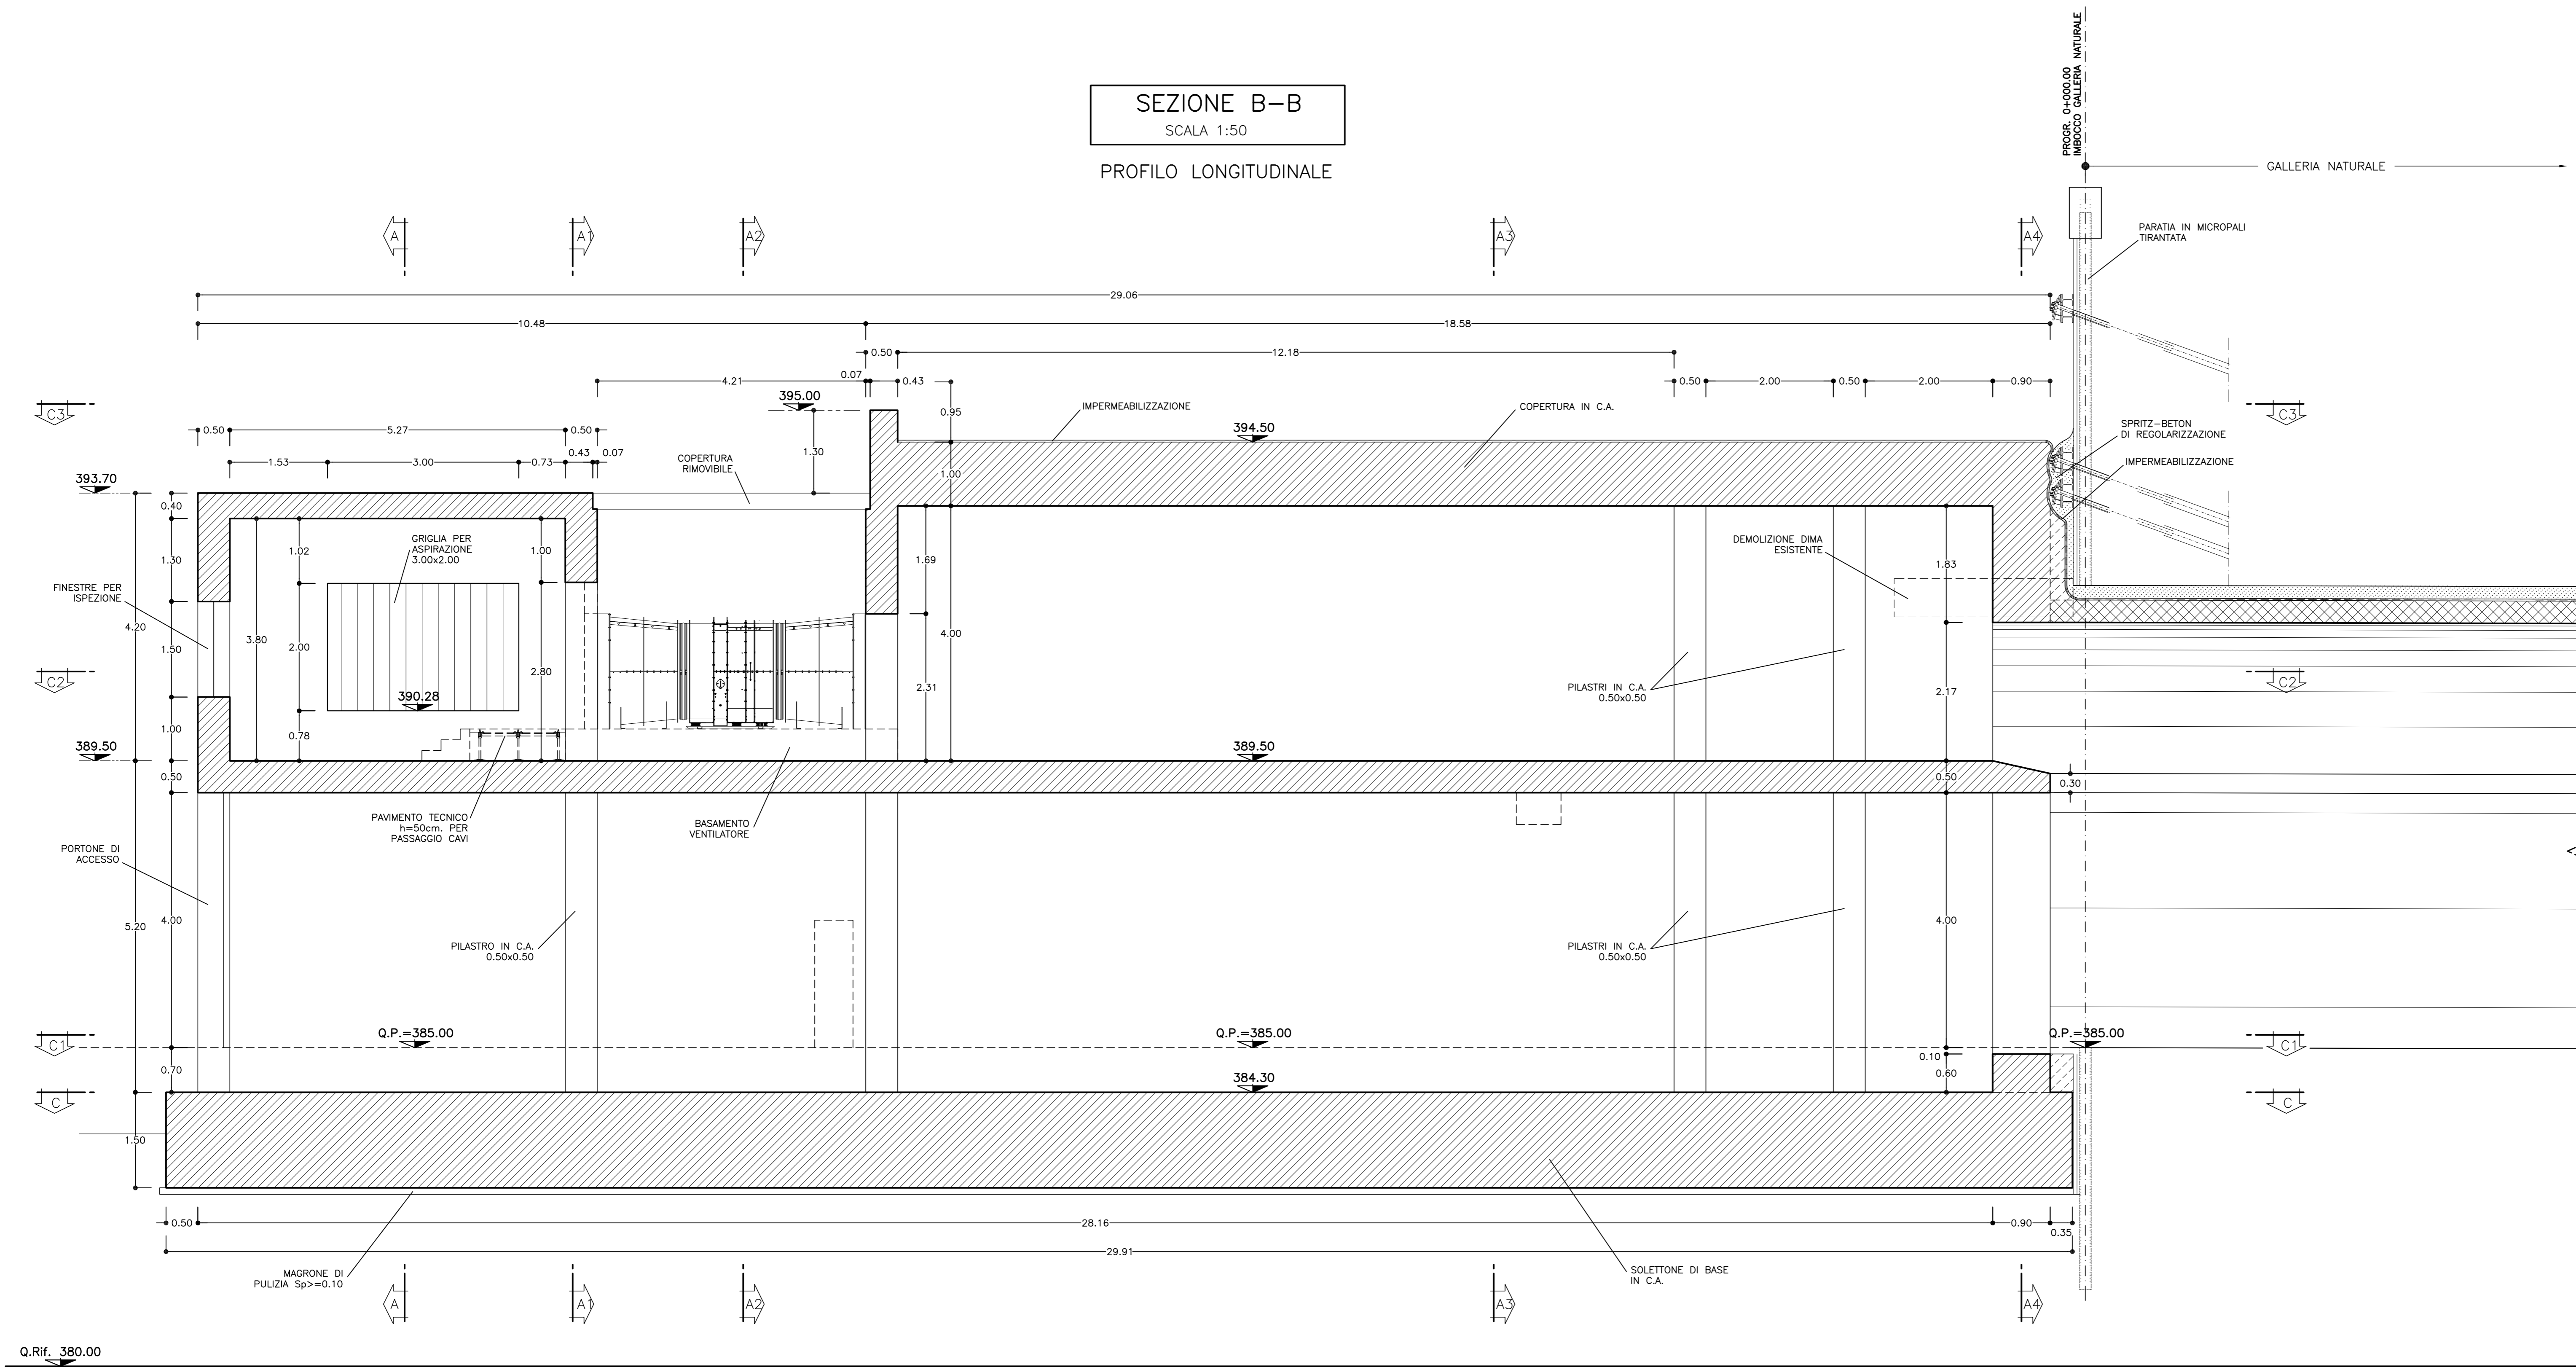 PROGR. 0+000.00
IMBOCCO GALLERIA NATURALE
SEZIONE B-B
SCALA 1:50
PROFILO LONGITUDINALE
GALLERIA NATURALE
A
A1
A2
A3
A4
PARATIA IN MICROPALI
TIRANTATA
29.06
10.48
18.58
0.50
12.18
4.21
0.07
0.43
0.50
2.00
0.50
2.00
0.90
C3
395.00
0.95
IMPERMEABILIZZAZIONE
COPERTURA IN C.A.
C3
0.50
5.27
0.50
394.50
SPRITZ-BETON
DI REGOLARIZZAZIONE
0.43
0.07
1.30
1.53
3.00
0.73
COPERTURA
RIMOVIBILE
1.00
IMPERMEABILIZZAZIONE
393.70
0.40
GRIGLIA PER
ASPIRAZIONE
3.00x2.00
1.02
1.00
1.30
1.69
DEMOLIZIONE DIMA
ESISTENTE
1.83
FINESTRE PER
ISPEZIONE
4.20
3.80
2.00
1.50
4.00
2.80
C2
390.28
2.31
PILASTRI IN C.A.
0.50x0.50
2.17
C2
1.00
0.78
389.50
389.50
0.50
0.50
0.30
PAVIMENTO TECNICO
h=50cm. PER
PASSAGGIO CAVI
BASAMENTO
VENTILATORE
PORTONE DI
ACCESSO
5.20
4.00
4.00
PILASTRO IN C.A.
0.50x0.50
PILASTRI IN C.A.
0.50x0.50
Q.P.=385.00
Q.P.=385.00
Q.P.=385.00
C1
C1
0.10
0.70
0.60
384.30
C
C
1.50
0.50
28.16
0.90
0.35
29.91
MAGRONE DI
PULIZIA Sp>=0.10
SOLETTONE DI BASE
IN C.A.
A
A1
A2
A3
A4
Q.Rif. 380.00